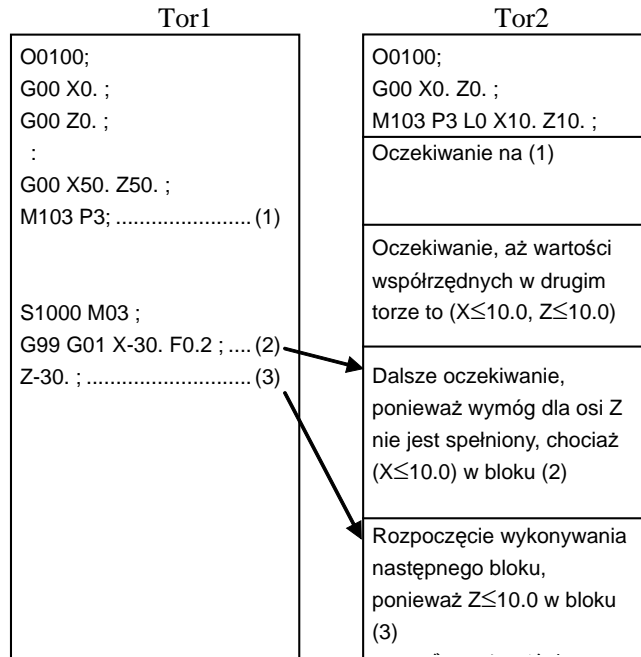 Tor1
O0100;
G00 X0. ;
G00 Z0. ;
:
G00 X50. Z50. ;
M103 P3; ....................... (1)
S1000 M03 ;
G99 G01 X-30. F0.2 ; .... (2)
Z-30. ; ............................ (3)
Tor2
O0100;
G00 X0. Z0. ;
M103 P3 L0 X10. Z10. ;
Oczekiwanie na (1)
Oczekiwanie, aż wartości
współrzędnych w drugim
torze to (X≤10.0, Z≤10.0)
Dalsze oczekiwanie,
ponieważ wymóg dla osi Z
nie jest spełniony, chociaż
(X≤10.0) w bloku (2)
Rozpoczęcie wykonywania
następnego bloku,
ponieważ Z≤10.0 w bloku
(3)